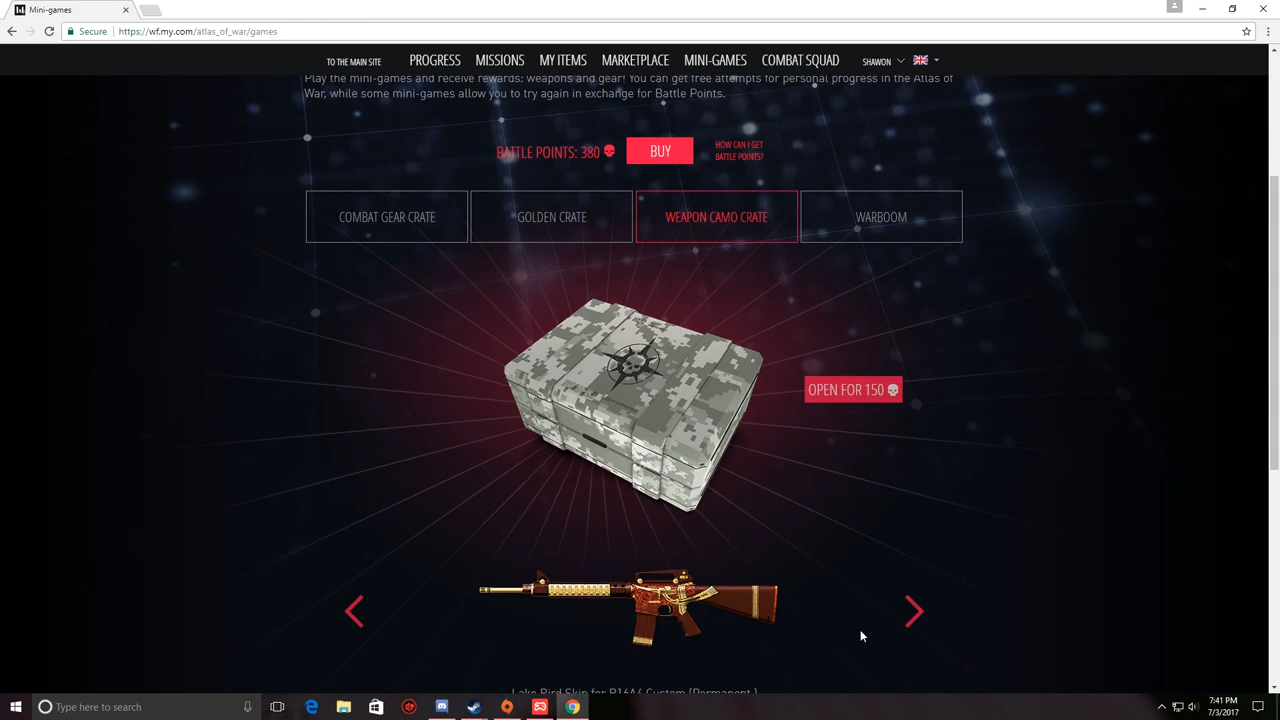 Mini-games
Secure
https://wf.my.com/atlas_of_war/games
TO THE MAIN SITE
PROGRESS
MISSIONS
MY ITEMS
MARKETPLACE
MINI-GAMES
COMBAT SQUAD
SHAWON
Play the mini-games and receive rewards: weapons and gear! You can get free attempts for personal progress in the Atlas of
War, while some mini-games allow you to try again in exchange for Battle Points.
BATTLE POINTS: 380
BUY
HOW CAN I GET
BATTLE POINTS?
COMBAT GEAR CRATE
GOLDEN CRATE
WEAPON CAMO CRATE
WARBOOM
OPEN FOR 150
Lake Bird Skin for R16A4 Custom (Permanent )
Type here to search
7:41 PM
7/3/2017